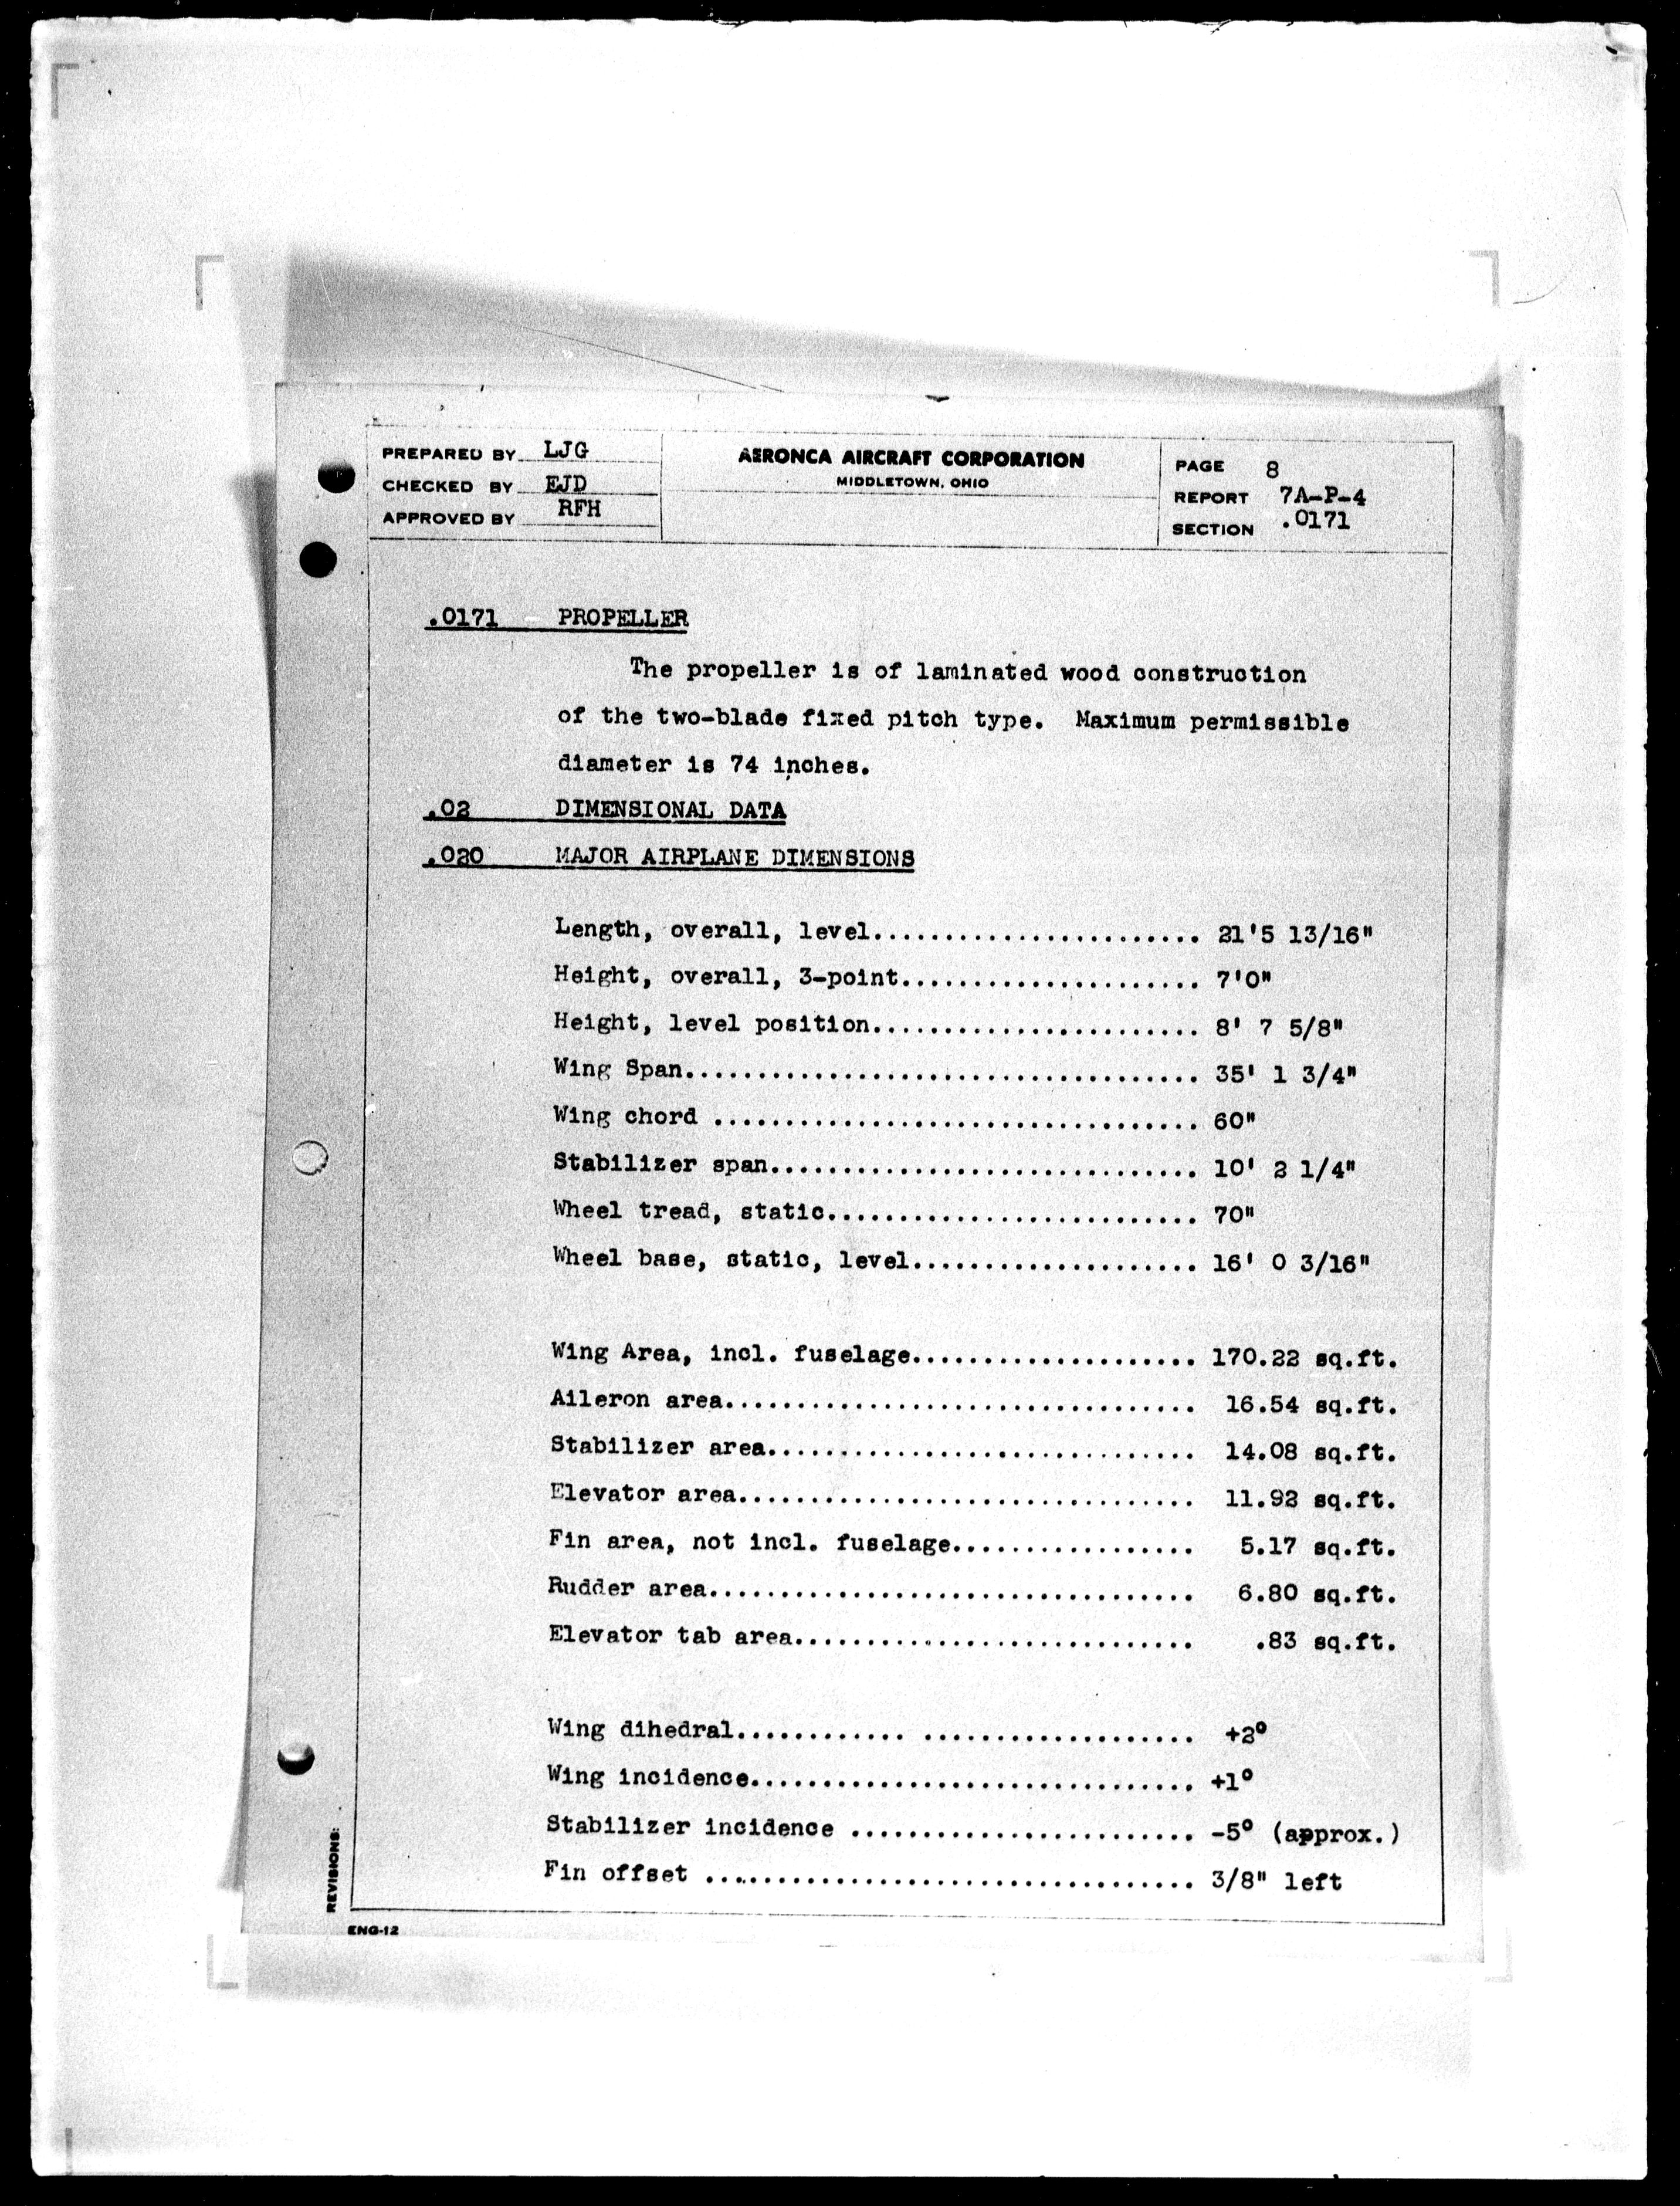 PREPARED BY LJG
CHECKED BY EJD
APPROVED BY RFH
AERONCA AIRCRAFT CORPORATION
MIDDLETOWN, OHIO
PAGE 8
REPORT 7A-P-4
SECTION .0171
.0171 PROPELLER
The propeller is of laminated wood construction
of the two-blade fixed pitch type. Maximum permissible
diameter is 74 inches.
.02 DIMENSIONAL DATA
.020 MAJOR AIRPLANE DIMENSIONS
Length, overall, level....................... 21'5 13/16"
Height, overall, 3-point..................... 7'0"
Height, level position....................... 8' 7 5/8"
Wing Span.................................... 35' 1 3/4"
Wing chord .................................. 60"
Stabilizer span.............................. 10' 2 1/4"
Wheel tread, static.......................... 70"
Wheel base, static, level.................... 16' 0 3/16"
Wing Area, incl. fuselage.................... 170.22 sq.ft.
Aileron area................................. 16.54 sq.ft.
Stabilizer area.............................. 14.08 sq.ft.
Elevator area................................ 11.92 sq.ft.
Fin area, not incl. fuselage................. 5.17 sq.ft.
Rudder area.................................. 6.80 sq.ft.
Elevator tab area............................ .83 sq.ft.
Wing dihedral............ ................... +2°
Wing incidence............................... +1°
Stabilizer incidence ........................ -5° (approx.)
Fin offset .................................. 3/8" left
REVISIONS:
ENG-12